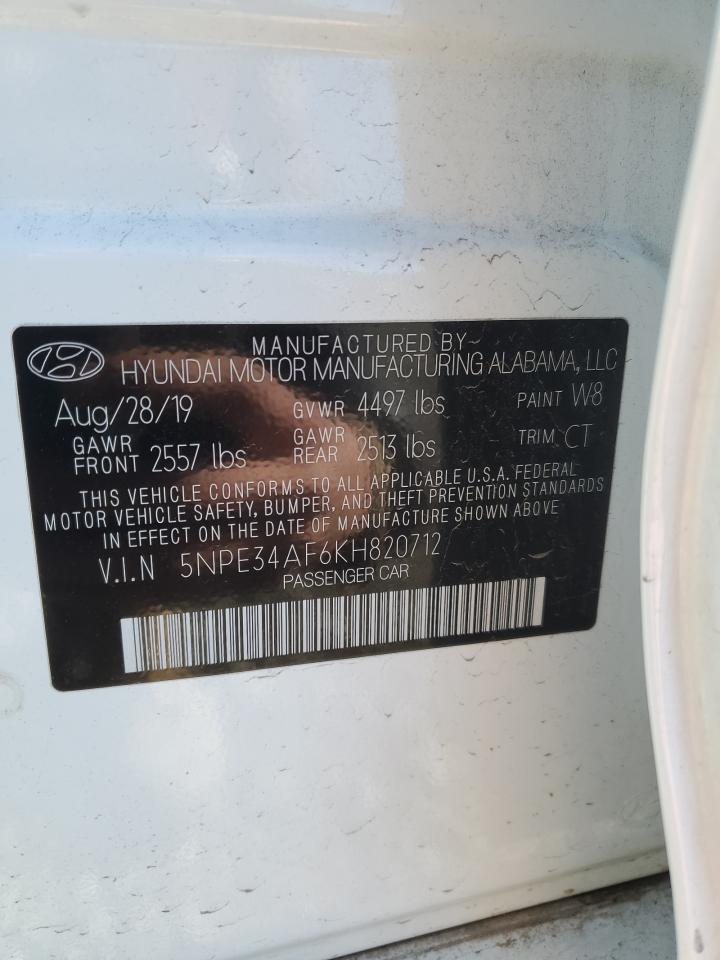 MANUFACTURED BY
HYUNDAI MOTOR MANUFACTURING ALABAMA, LLC
Aug/28/19 GVWR 4497 lbs PAINT W8
GAWR FRONT 2557 lbs GAWR REAR 2513 lbs TRIM CT
THIS VEHICLE CONFORMS TO ALL APPLICABLE U.S.A. FEDERAL
MOTOR VEHICLE SAFETY, BUMPER, AND THEFT PREVENTION STANDARDS
IN EFFECT ON THE DATE OF MANUFACTURE SHOWN ABOVE
V.I.N 5NPE34AF6KH820712
PASSENGER CAR